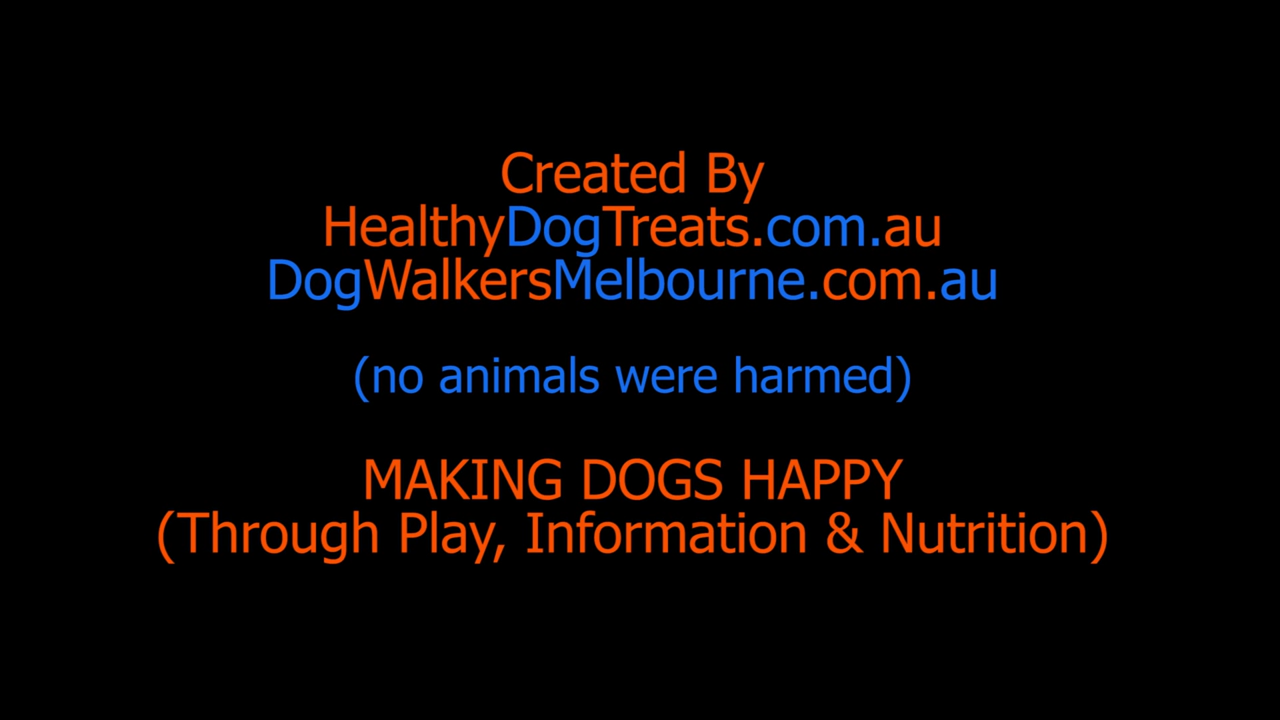 Created By
HealthyDogTreats.com.au
DogWalkersMelbourne.com.au
(no animals were harmed)
MAKING DOGS HAPPY
(Through Play, Information & Nutrition)